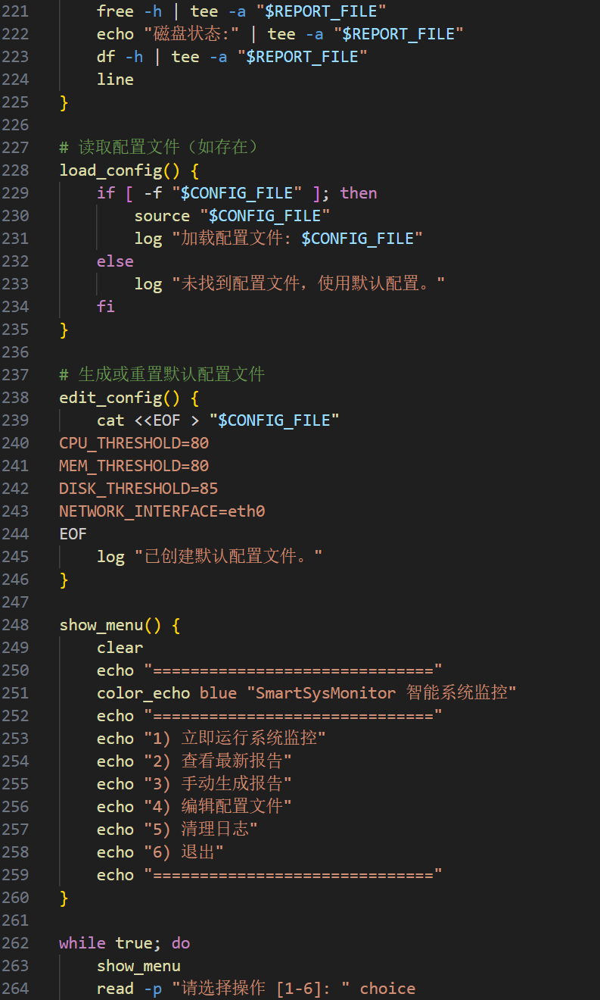 221 free -h | tee -a "$REPORT_FILE"
222 echo "磁盘状态:" | tee -a "$REPORT_FILE"
223 df -h | tee -a "$REPORT_FILE"
224 line
225 }
226
227 # 读取配置文件（如存在）
228 load_config() {
229 if [ -f "$CONFIG_FILE" ]; then
230 source "$CONFIG_FILE"
231 log "加载配置文件: $CONFIG_FILE"
232 else
233 log "未找到配置文件，使用默认配置。"
234 fi
235 }
236
237 # 生成或重置默认配置文件
238 edit_config() {
239 cat <<EOF > "$CONFIG_FILE"
240 CPU_THRESHOLD=80
241 MEM_THRESHOLD=80
242 DISK_THRESHOLD=85
243 NETWORK_INTERFACE=eth0
244 EOF
245 log "已创建默认配置文件。"
246 }
247
248 show_menu() {
249 clear
250 echo "=============================="
251 color_echo blue "SmartSysMonitor 智能系统监控"
252 echo "=============================="
253 echo "1) 立即运行系统监控"
254 echo "2) 查看最新报告"
255 echo "3) 手动生成报告"
256 echo "4) 编辑配置文件"
257 echo "5) 清理日志"
258 echo "6) 退出"
259 echo "=============================="
260 }
261
262 while true; do
263 show_menu
264 read -p "请选择操作 [1-6]: " choice